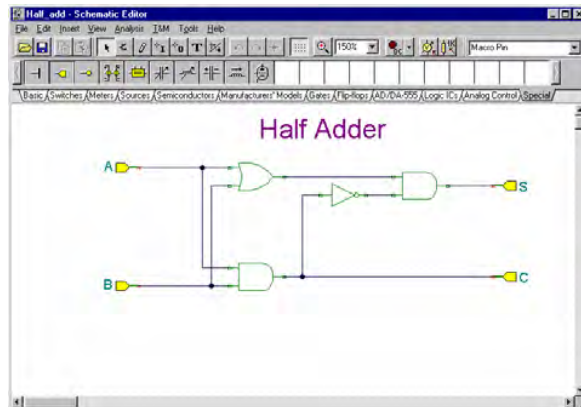 Half_add - Schematic Editor
File Edit Insert View Analysis T&M Tools Help
150% DC Macro Pin
Basic Switches Meters Sources Semiconductors Manufacturers' Models Gates Flip-flops AD/DA-555 Logic ICs Analog Control Special
Half Adder
A
S
B
C